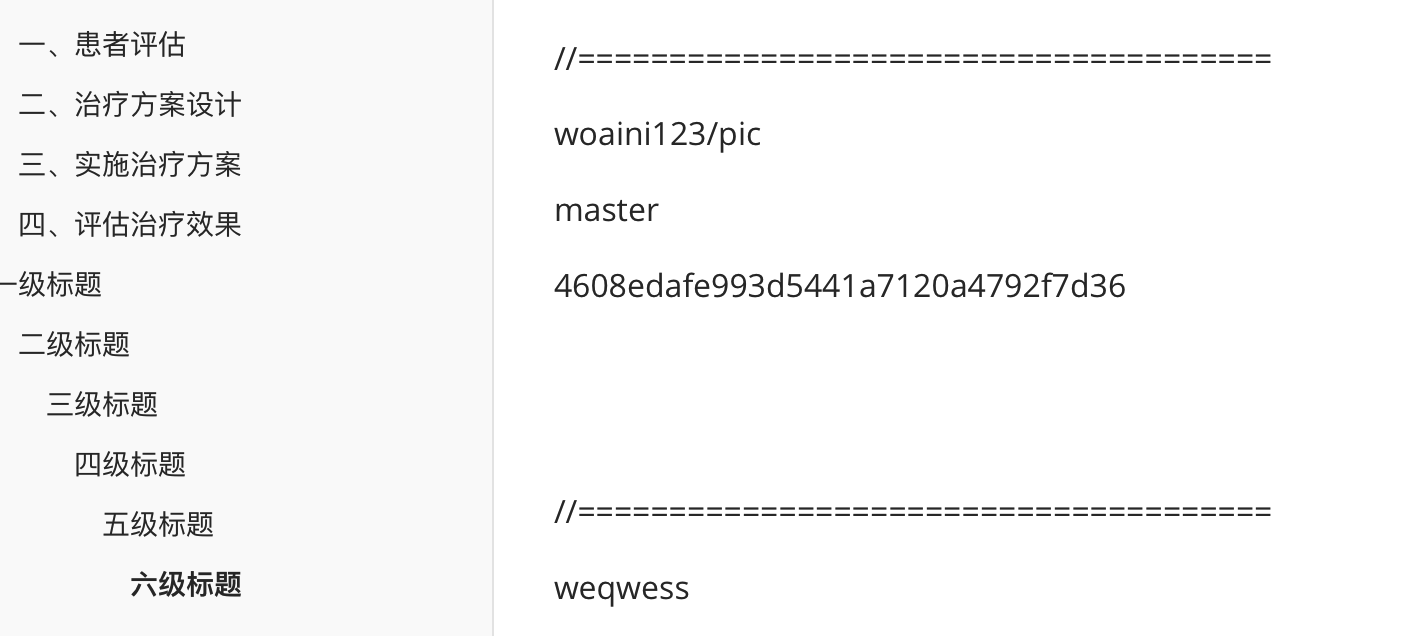 一、患者评估
二、治疗方案设计
三、实施治疗方案
四、评估治疗效果
一级标题
二级标题
三级标题
四级标题
五级标题
六级标题
//======================================
woaini123/pic
master
4608edafe993d5441a7120a4792f7d36
//======================================
weqwess